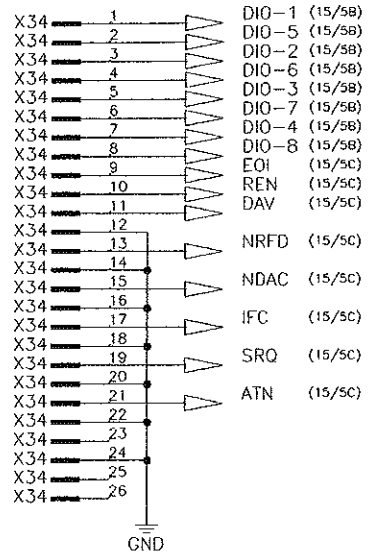 X34 1 DIO-1 (15/5B)
X34 2 DIO-5 (15/5B)
X34 3 DIO-2 (15/5B)
X34 4 DIO-6 (15/5B)
X34 5 DIO-3 (15/5B)
X34 6 DIO-7 (15/5B)
X34 7 DIO-4 (15/5B)
X34 8 DIO-8 (15/5B)
X34 9 EOI (15/5C)
X34 10 REN (15/5C)
X34 11 DAV (15/5C)
X34 12
X34 13 NRFD (15/5C)
X34 14
X34 15 NDAC (15/5C)
X34 16
X34 17 IFC (15/5C)
X34 18
X34 19 SRQ (15/5C)
X34 20
X34 21 ATN (15/5C)
X34 22
X34 23
X34 24
X34 25
X34 26
GND